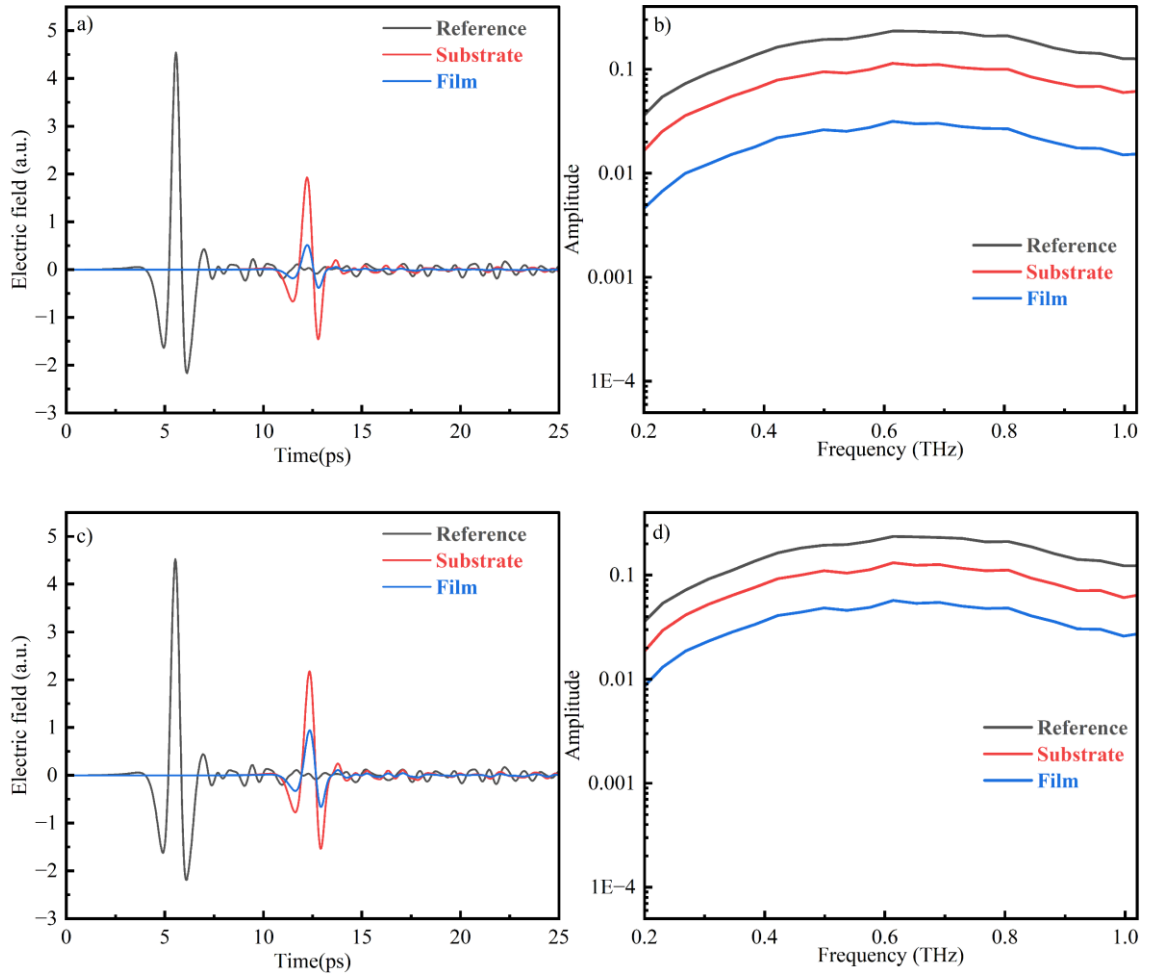 a)
Reference
Substrate
Film
Electric field (a.u.)
5
4
3
2
1
0
−1
−2
−3
0
5
10
15
20
25
Time(ps)
b)
Amplitude
0.1
0.01
0.001
1E−4
Reference
Substrate
Film
0.2
0.4
0.6
0.8
1.0
Frequency (THz)
c)
Reference
Substrate
Film
Electric field (a.u.)
5
4
3
2
1
0
−1
−2
−3
0
5
10
15
20
25
Time(ps)
d)
Amplitude
0.1
0.01
0.001
1E−4
Reference
Substrate
Film
0.2
0.4
0.6
0.8
1.0
Frequency (THz)